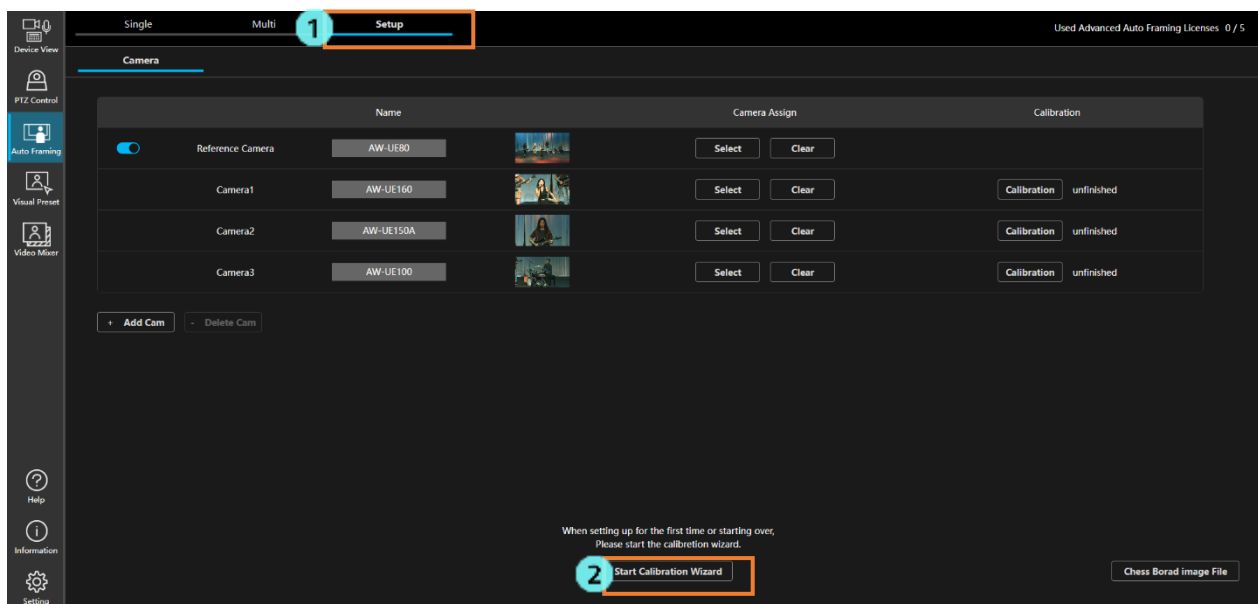 Single Multi 1 Setup Used Advanced Auto Framing Licenses 0 / 5
Device View
Camera
PTZ Control
Name Camera Assign Calibration
Auto Framing
Reference Camera AW-UE80 Select Clear
Camera1 AW-UE160 Select Clear Calibration unfinished
Visual Preset
Camera2 AW-UE150A Select Clear Calibration unfinished
Video Mixer
Camera3 AW-UE100 Select Clear Calibration unfinished
+ Add Cam - Delete Cam
Help
When setting up for the first time or starting over,
Please start the calibretion wizard.
Information
2 Start Calibration Wizard Chess Borad image File
Setting